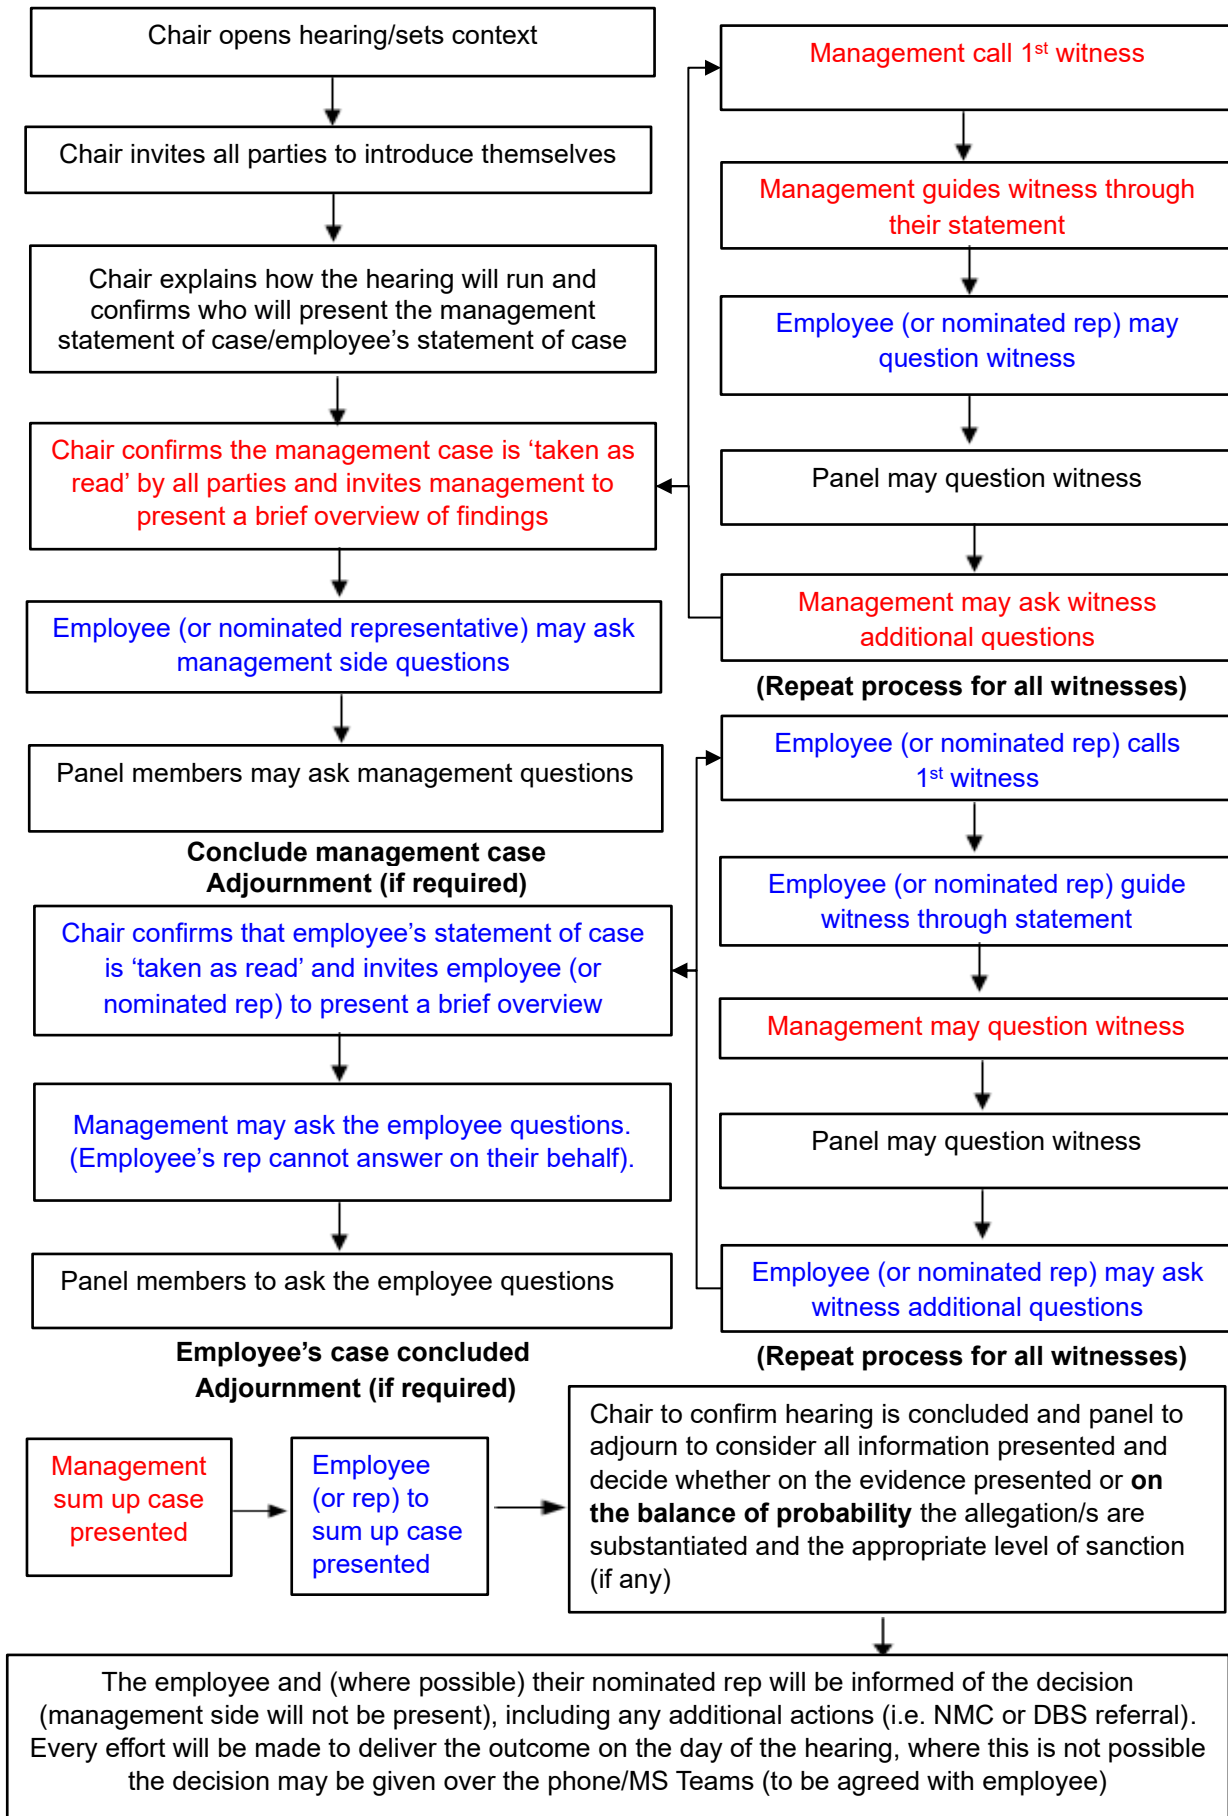 Chair opens hearing/sets context
Chair invites all parties to introduce themselves
Chair explains how the hearing will run and
confirms who will present the management
statement of case/employee’s statement of case
Chair confirms the management case is ‘taken as
read’ by all parties and invites management to
present a brief overview of findings
Employee (or nominated representative) may ask
management side questions
Panel members may ask management questions
Conclude management case
Adjournment (if required)
Management call 1st witness
Management guides witness through
their statement
Employee (or nominated rep) may
question witness
Panel may question witness
Management may ask witness
additional questions
(Repeat process for all witnesses)
Chair confirms that employee’s statement of case
is ‘taken as read’ and invites employee (or
nominated rep) to present a brief overview
Management may ask the employee questions.
(Employee’s rep cannot answer on their behalf).
Panel members to ask the employee questions
Employee’s case concluded
Adjournment (if required)
Employee (or nominated rep) calls
1st witness
Employee (or nominated rep) guide
witness through statement
Management may question witness
Panel may question witness
Employee (or nominated rep) may ask
witness additional questions
(Repeat process for all witnesses)
Management
sum up case
presented
Employee
(or rep) to
sum up case
presented
Chair to confirm hearing is concluded and panel to
adjourn to consider all information presented and
decide whether on the evidence presented or on
the balance of probability the allegation/s are
substantiated and the appropriate level of sanction
(if any)
The employee and (where possible) their nominated rep will be informed of the decision
(management side will not be present), including any additional actions (i.e. NMC or DBS referral).
Every effort will be made to deliver the outcome on the day of the hearing, where this is not possible
the decision may be given over the phone/MS Teams (to be agreed with employee)